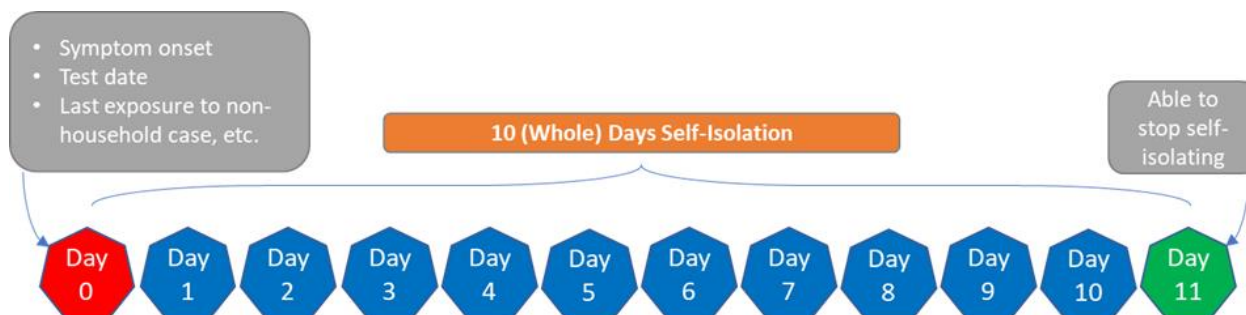 • Symptom onset
• Test date
• Last exposure to non-
household case, etc.
10 (Whole) Days Self-Isolation
Able to
stop self-
isolating
Day
0
Day
1
Day
2
Day
3
Day
4
Day
5
Day
6
Day
7
Day
8
Day
9
Day
10
Day
11